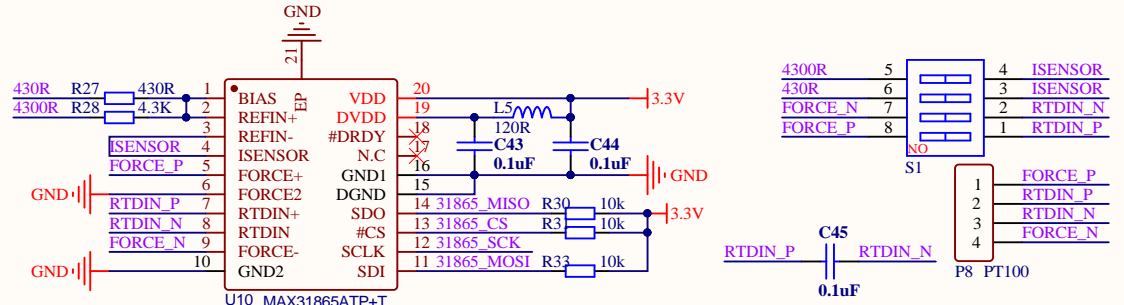 GND
21
430R R27 430R 1
4300R R28 4.3K 2
3
ISENSOR 4
FORCE_P 5
GND 6
RTDIN_P 7
RTDIN_N 8
FORCE_N 9
GND 10
EP
BIAS VDD 20
REFIN+ DVDD 19
REFIN- #DRDY 18
ISENSOR N.C 17
FORCE+ GND1 16
FORCE2 DGND 15
RTDIN+ SDO 14 31865_MISO R30 10k
RTDIN #CS 13 31865_CS 10k
FORCE- SCLK 12 31865_SCK
GND2 SDI 11 31865_MOSI R33 10k
U10 MAX31865ATP+T
L5
120R
3.3V
C43
0.1uF
C44
0.1uF
GND
3.3V
4300R 5 4 ISENSOR
430R 6 3 ISENSOR
FORCE_N 7 2 RTDIN_N
FORCE_P 8 1 RTDIN_P
NO
S1
1 FORCE_P
2 RTDIN_P
3 RTDIN_N
4 FORCE_N
P8 PT100
C45
RTDIN_P RTDIN_N
0.1uF